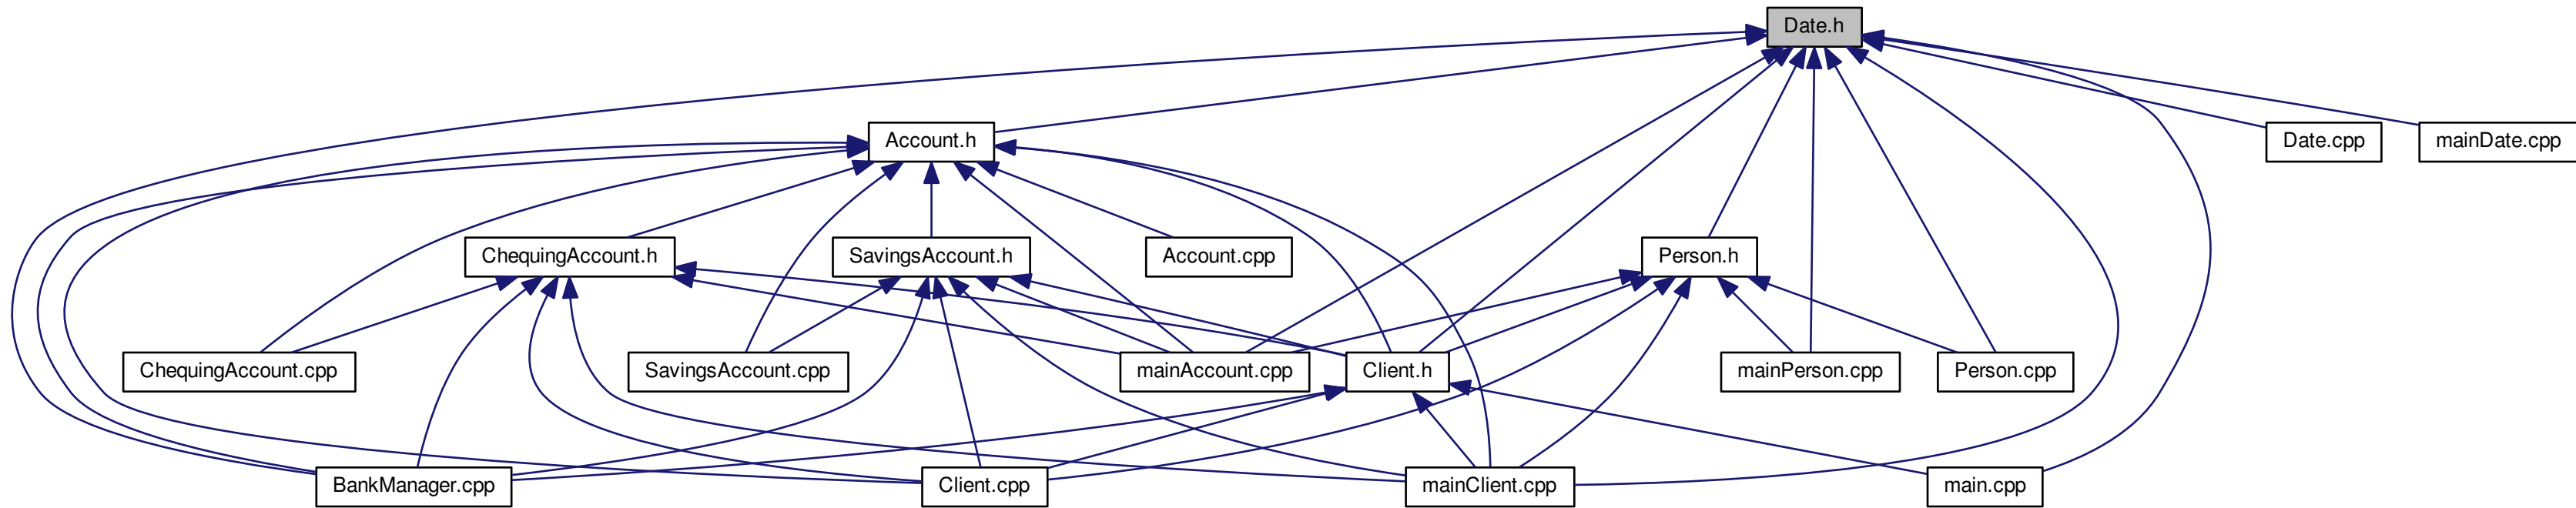 Date.h
Account.h
Date.cpp
mainDate.cpp
ChequingAccount.h
SavingsAccount.h
Account.cpp
Person.h
ChequingAccount.cpp
SavingsAccount.cpp
mainAccount.cpp
Client.h
mainPerson.cpp
Person.cpp
BankManager.cpp
Client.cpp
mainClient.cpp
main.cpp